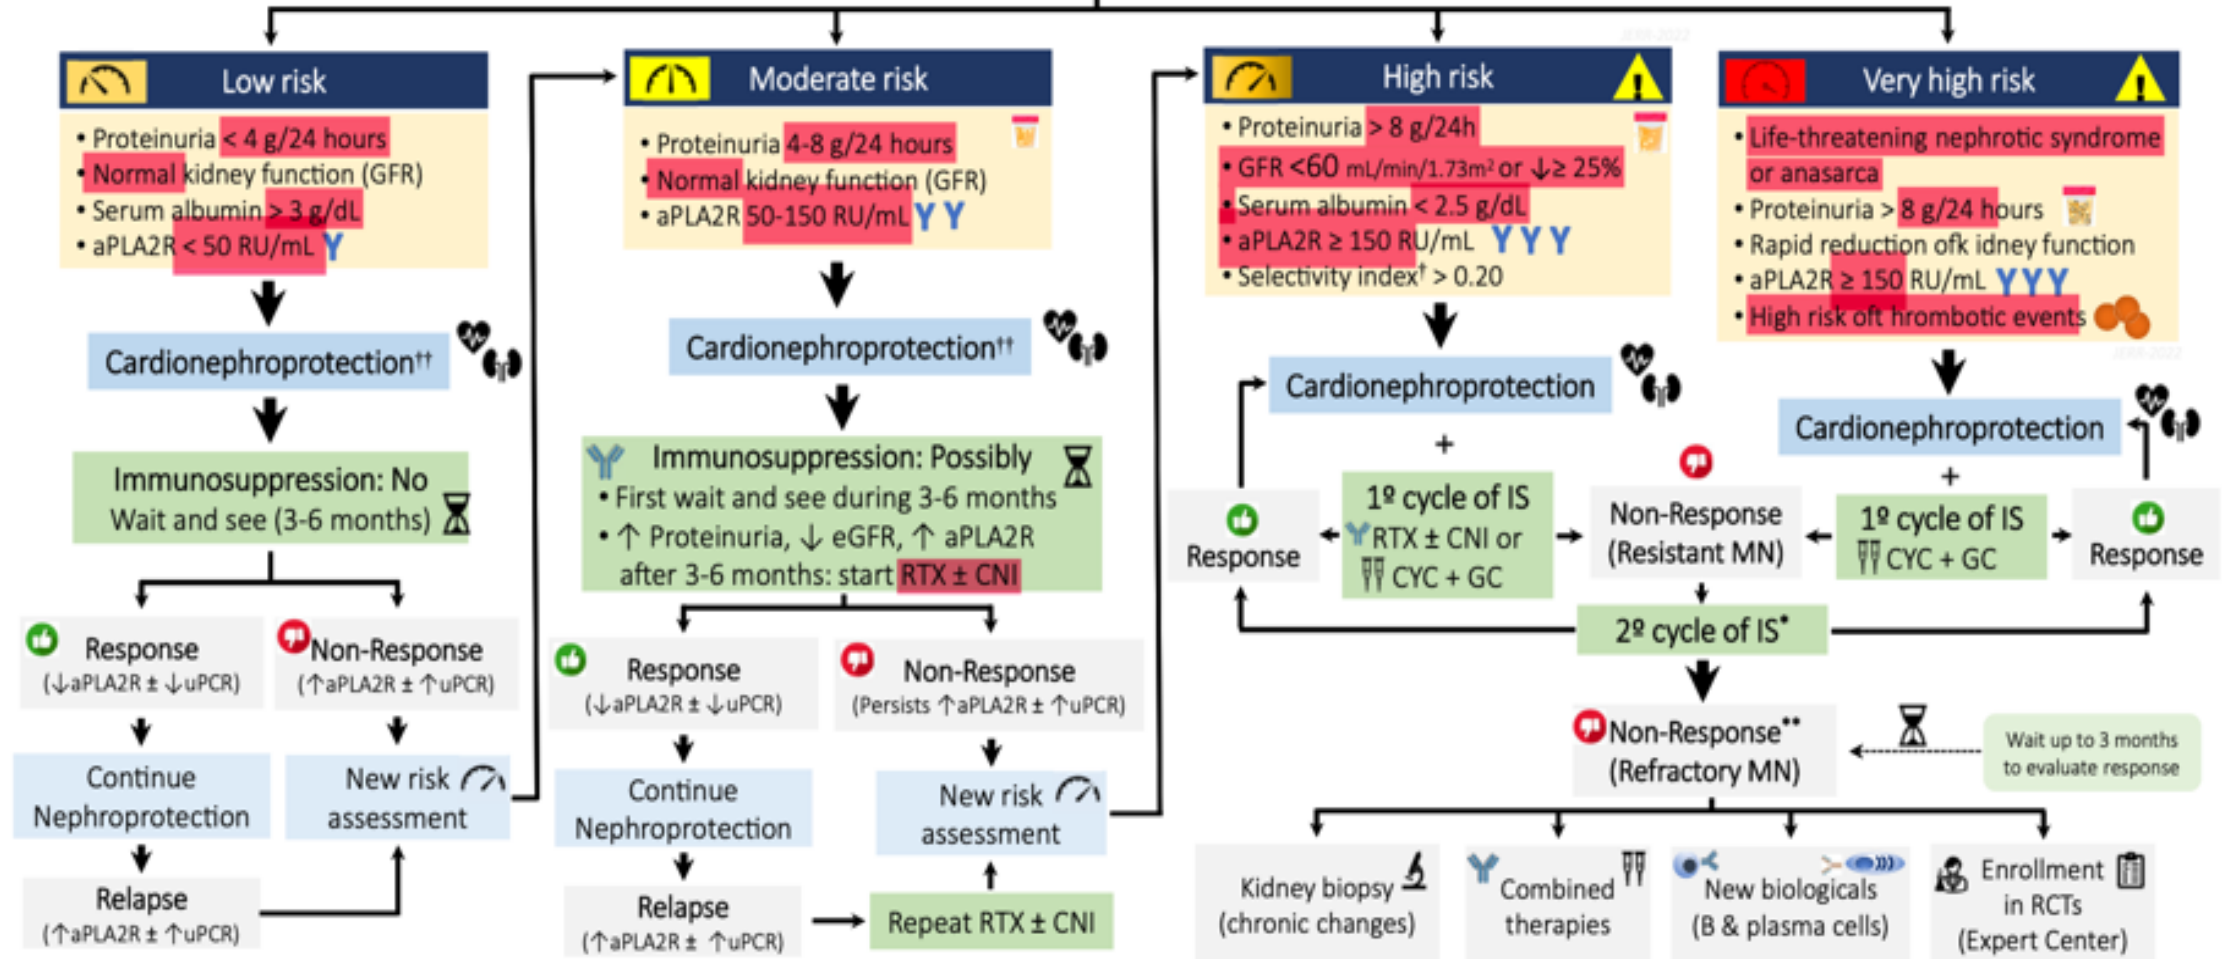 Low risk
• Proteinuria < 4 g/24 hours
• Normal kidney function (GFR)
• Serum albumin > 3 g/dL
• aPLA2R < 50 RU/mL
Cardionephroprotection††
Immunosuppression: No
Wait and see (3-6 months)
Response
(↓aPLA2R ± ↓uPCR)
Non-Response
(↑aPLA2R ± ↑uPCR)
Continue
Nephroprotection
New risk
assessment
Relapse
(↑aPLA2R ± ↑uPCR)
Moderate risk
• Proteinuria 4-8 g/24 hours
• Normal kidney function (GFR)
• aPLA2R 50-150 RU/mL
Cardionephroprotection††
Immunosuppression: Possibly
• First wait and see during 3-6 months
• ↑ Proteinuria, ↓ eGFR, ↑ aPLA2R
after 3-6 months: start RTX ± CNI
Response
(↓aPLA2R ± ↓uPCR)
Non-Response
(Persists ↑aPLA2R ± ↑uPCR)
Continue
Nephroprotection
New risk
assessment
Relapse
(↑aPLA2R ± ↑uPCR)
Repeat RTX ± CNI
JERR-2022
High risk
• Proteinuria > 8 g/24h
• GFR <60 mL/min/1.73m² or ↓≥ 25%
• Serum albumin < 2.5 g/dL
• aPLA2R ≥ 150 RU/mL
• Selectivity index† > 0.20
Cardionephroprotection
+
1º cycle of IS
RTX ± CNI or
CYC + GC
Response
Non-Response
(Resistant MN)
Very high risk
• Life-threatening nephrotic syndrome
or anasarca
• Proteinuria > 8 g/24 hours
• Rapid reduction ofk idney function
• aPLA2R ≥ 150 RU/mL
• High risk oft hrombotic events
JERR-2022
Cardionephroprotection
+
1º cycle of IS
CYC + GC
Response
2º cycle of IS*
Non-Response**
(Refractory MN)
Wait up to 3 months
to evaluate response
Kidney biopsy
(chronic changes)
Combined
therapies
New biologicals
(B & plasma cells)
Enrollment
in RCTs
(Expert Center)